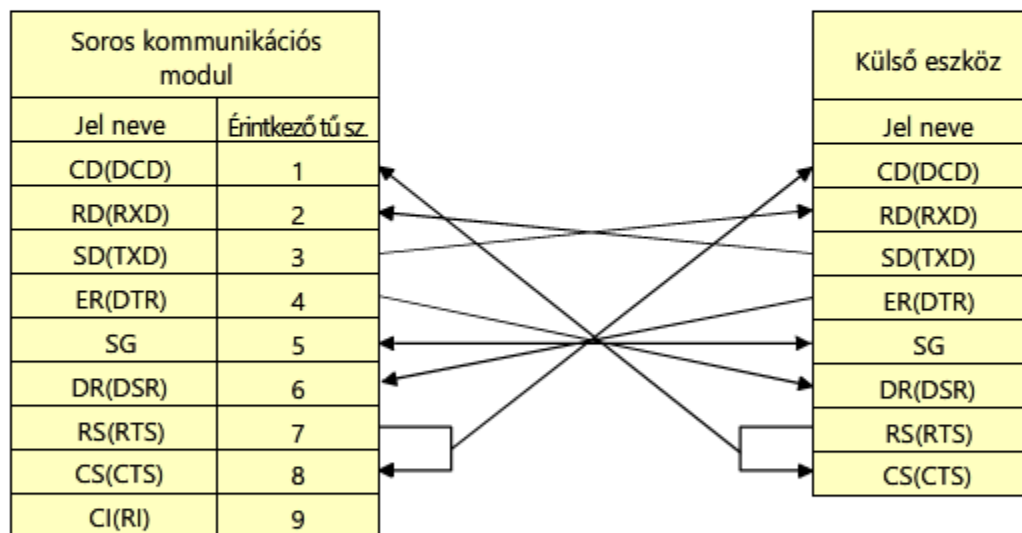 Soros kommunikációs
modul
Jel neve Érintkező tű sz.
CD(DCD) 1
RD(RXD) 2
SD(TXD) 3
ER(DTR) 4
SG 5
DR(DSR) 6
RS(RTS) 7
CS(CTS) 8
CI(RI) 9
Külső eszköz
Jel neve
CD(DCD)
RD(RXD)
SD(TXD)
ER(DTR)
SG
DR(DSR)
RS(RTS)
CS(CTS)